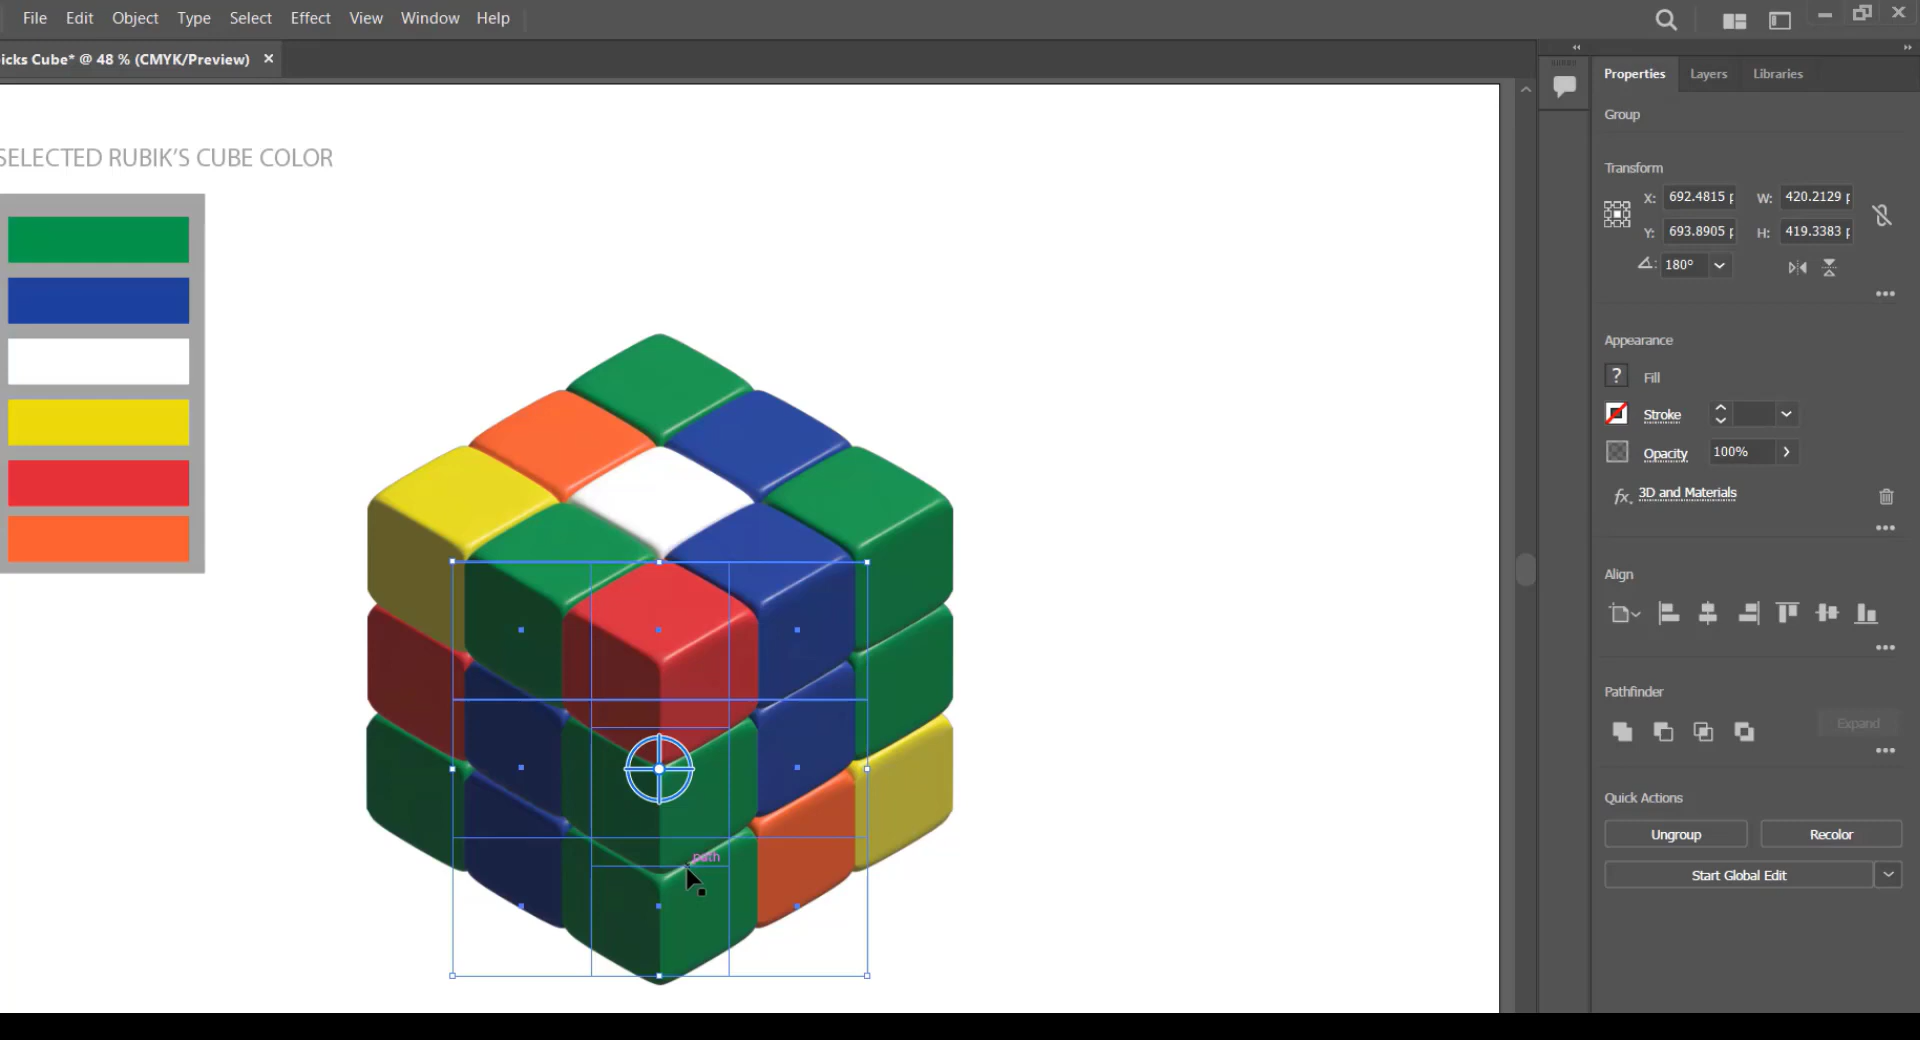 File Edit Object Type Select Effect View Window Help
icks Cube* @ 48 % (CMYK/Preview) ×
Properties Layers Libraries
Group
SELECTED RUBIK'S CUBE COLOR
Transform
X: 692.4815 p W: 420.2129 p
Y: 693.8905 p H: 419.3383 p
180°
Appearance
? Fill
Stroke
Opacity 100%
fx. 3D and Materials
Align
Pathfinder
Expand
Quick Actions
Ungroup Recolor
path
Start Global Edit